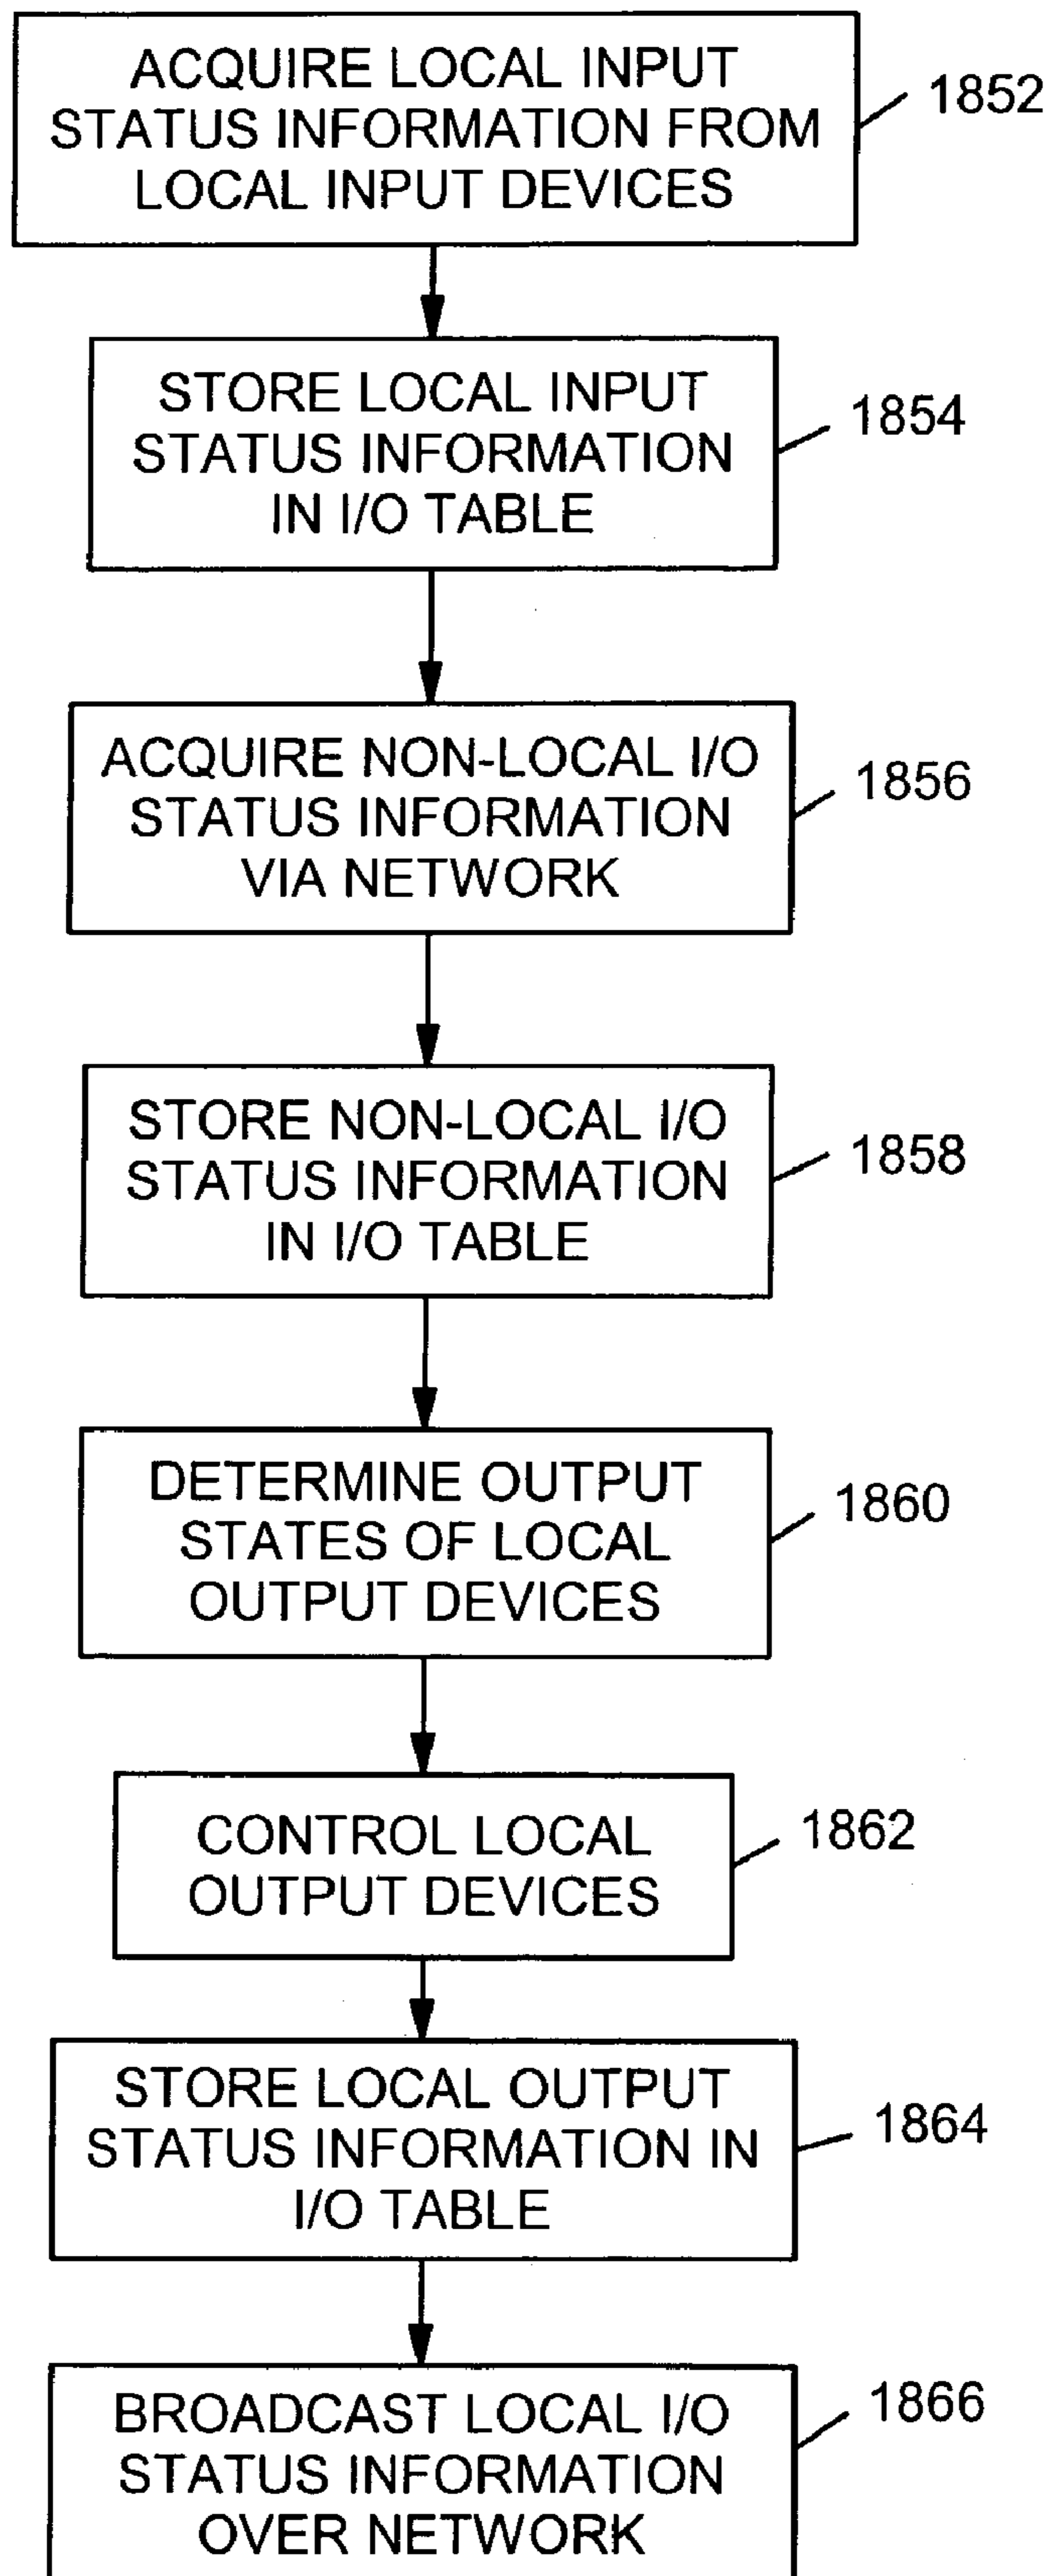 ACQUIRE LOCAL INPUT
STATUS INFORMATION FROM
LOCAL INPUT DEVICES
1852
STORE LOCAL INPUT
STATUS INFORMATION
IN I/O TABLE
1854
ACQUIRE NON-LOCAL I/O
STATUS INFORMATION
VIA NETWORK
1856
STORE NON-LOCAL I/O
STATUS INFORMATION
IN I/O TABLE
1858
DETERMINE OUTPUT
STATES OF LOCAL
OUTPUT DEVICES
1860
CONTROL LOCAL
OUTPUT DEVICES
1862
STORE LOCAL OUTPUT
STATUS INFORMATION IN
I/O TABLE
1864
BROADCAST LOCAL I/O
STATUS INFORMATION
OVER NETWORK
1866